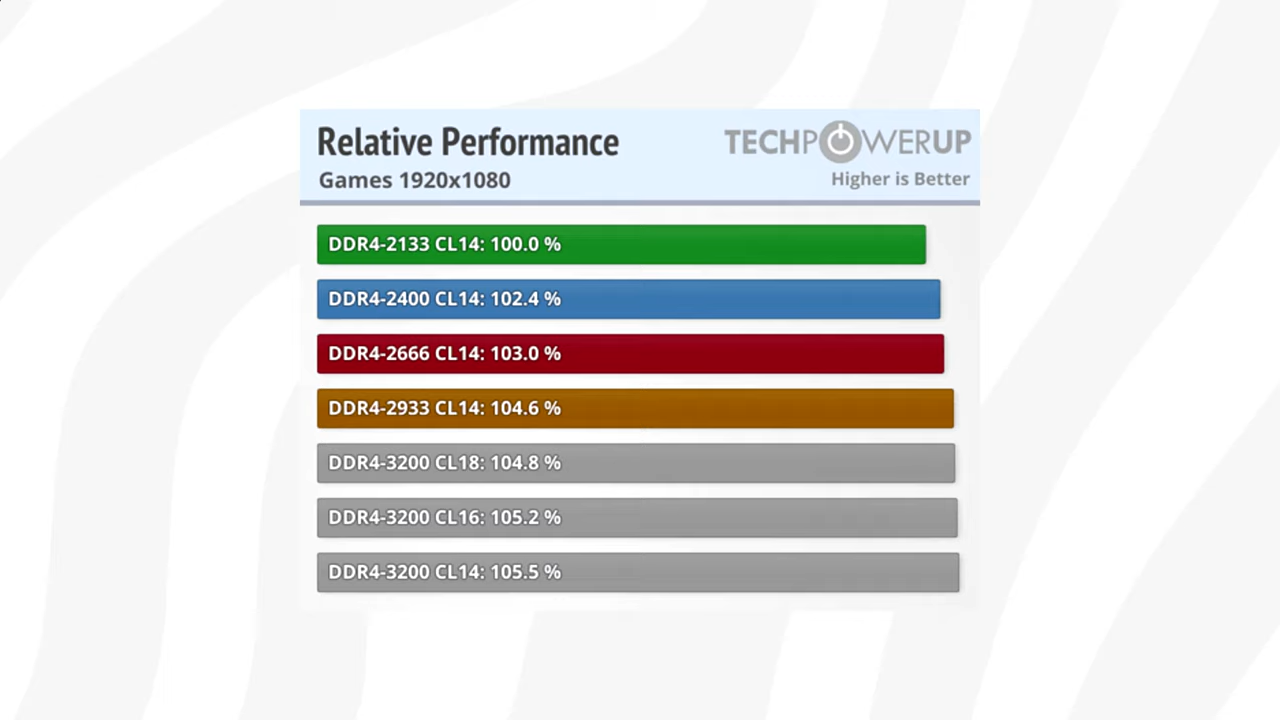 Relative Performance
TECHPOWERUP
Games 1920x1080
Higher is Better
DDR4-2133 CL14: 100.0 %
DDR4-2400 CL14: 102.4 %
DDR4-2666 CL14: 103.0 %
DDR4-2933 CL14: 104.6 %
DDR4-3200 CL18: 104.8 %
DDR4-3200 CL16: 105.2 %
DDR4-3200 CL14: 105.5 %